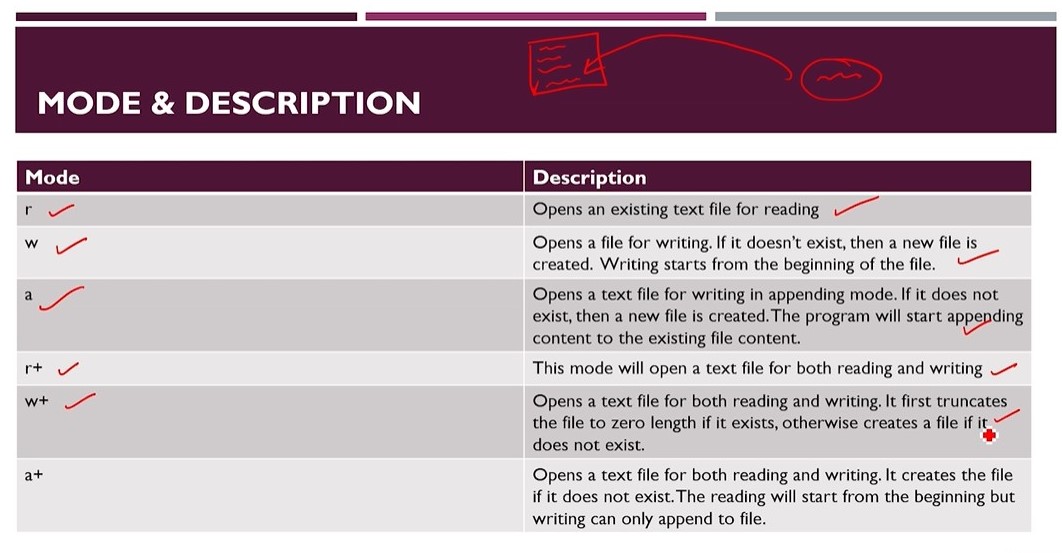 MODE & DESCRIPTION
Mode Description
r Opens an existing text file for reading
w Opens a file for writing. If it doesn't exist, then a new file is
created. Writing starts from the beginning of the file.
a Opens a text file for writing in appending mode. If it does not
exist, then a new file is created. The program will start appending
content to the existing file content.
r+ This mode will open a text file for both reading and writing
w+ Opens a text file for both reading and writing. It first truncates
the file to zero length if it exists, otherwise creates a file if it
does not exist.
a+ Opens a text file for both reading and writing. It creates the file
if it does not exist. The reading will start from the beginning but
writing can only append to file.